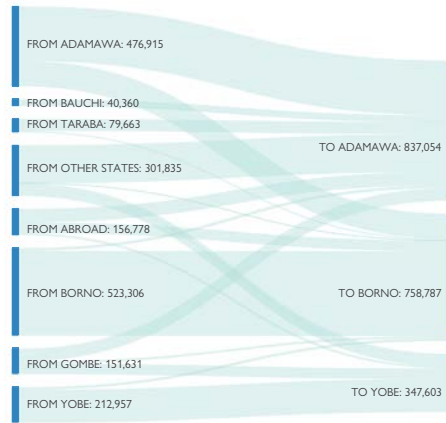 FROM ADAMAWA: 476,915
FROM BAUCHI: 40,360
FROM TARABA: 79,663
TO ADAMAWA: 837,054
FROM OTHER STATES: 301,835
FROM ABROAD: 156,778
FROM BORNO: 523,306
TO BORNO: 758,787
FROM GOMBE: 151,631
TO YOBE: 347,603
FROM YOBE: 212,957